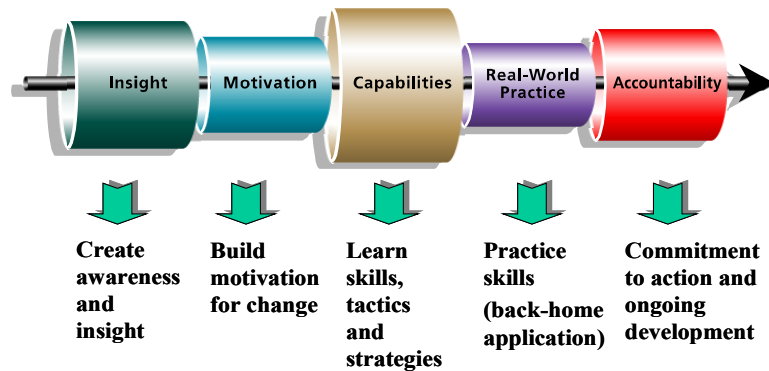 Insight
Motivation
Capabilities
Real-World
Practice
Accountability
Create
awareness
and
insight
Build
motivation
for change
Learn
skills,
tactics
and
strategies
Practice
skills
(back-home
application)
Commitment
to action and
ongoing
development